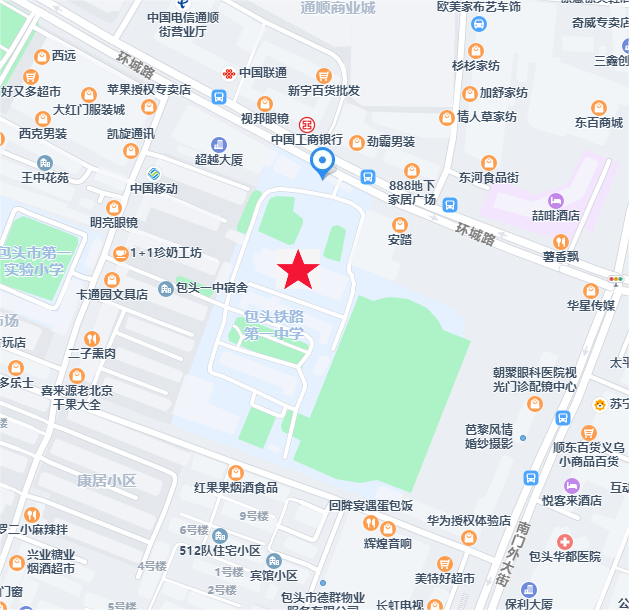 中国电信通顺
街营业厅
通顺商业城
欧美家布艺车饰
奇威专卖店
西远
环城路
中国联通
杉杉家纺
三鑫创
好又多超市
苹果授权专卖店
新宇百货批发
加舒家纺
大红门服装城
视邦眼镜
情人草家纺
东百商城
西克男装
凯旋通讯
中国工商银行
劲霸男装
超越大厦
王中花苑
中国移动
888地下
家居广场
东河食品街
喆啡酒店
明亮眼镜
安踏
环城路
薯香飘
包头市第一
实验小学
1+1珍奶工坊
包头一中宿舍
卡通园文具店
华星传媒
市场
包头铁路
第一中学
玩店
二子熏肉
太平
多乐士
喜来源老北京
干果大全
朝聚眼科医院视
光门诊配镜中心
苏宁
芭黎风情
婚纱摄影
顺东百货义乌
小商品百货
康居小区
红果果烟酒食品
互动
悦客来酒店
回眸宴遇蛋包饭
9号楼
罗二小麻辣拌
6号楼
华为授权体验店
南门外大街
512队住宅小区
辉煌音响
兴业糖业
烟酒超市
包头华都医院
4号楼
1号楼
宾馆小区
美特好超市
门窗
2号楼
包头市德群物业
服务有限公司
长虹电视
保利大厦
5号楼